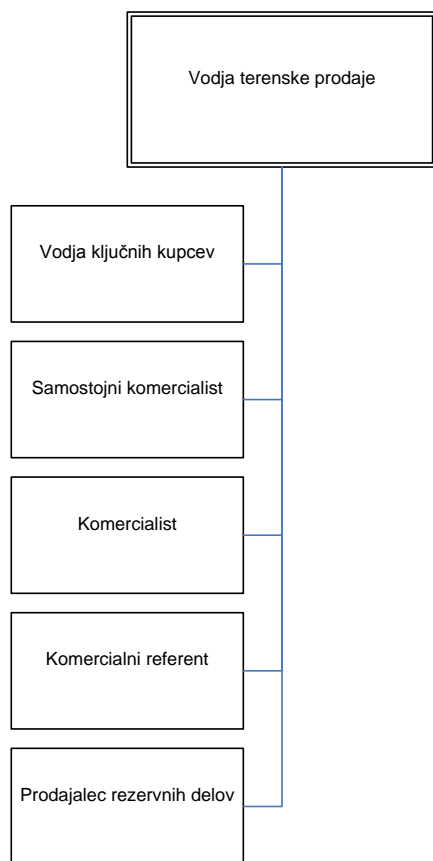 Vodja terenske prodaje
Vodja ključnih kupcev
Samostojni komercialist
Komercialist
Komercialni referent
Prodajalec rezervnih delov